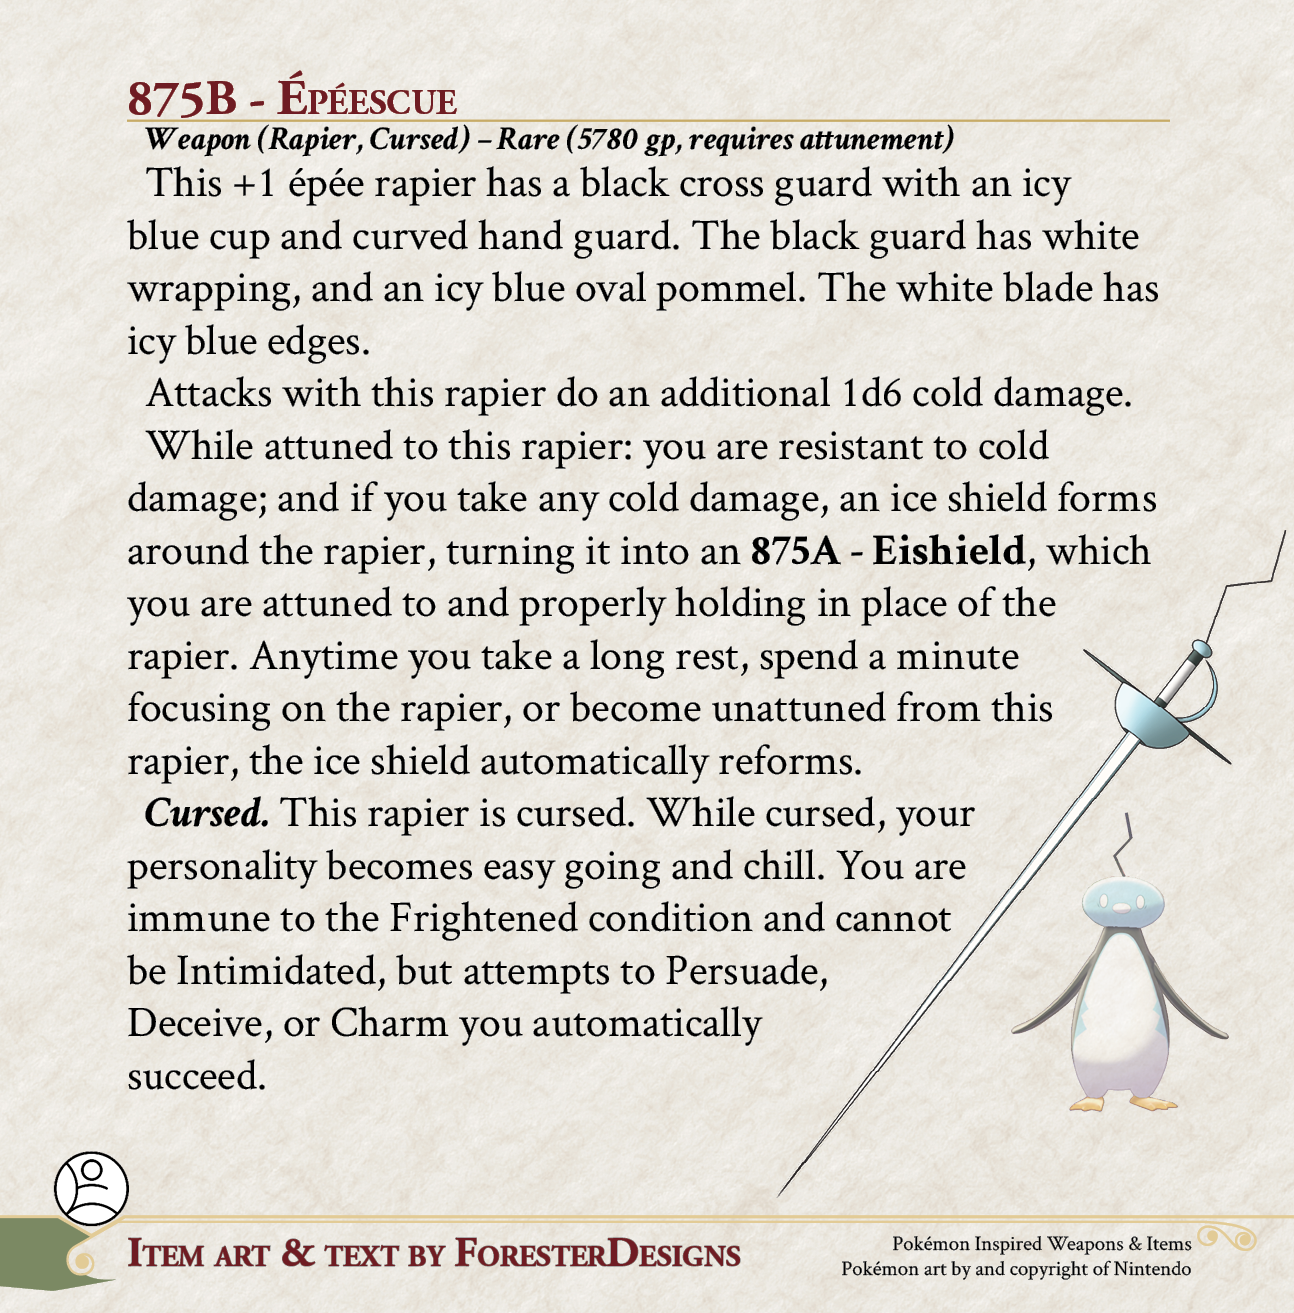 875B - Épéescue
Weapon (Rapier, Cursed) – Rare (5780 gp, requires attunement)
This +1 épée rapier has a black cross guard with an icy
blue cup and curved hand guard. The black guard has white
wrapping, and an icy blue oval pommel. The white blade has
icy blue edges.
Attacks with this rapier do an additional 1d6 cold damage.
While attuned to this rapier: you are resistant to cold
damage; and if you take any cold damage, an ice shield forms
around the rapier, turning it into an 875A - Eishield, which
you are attuned to and properly holding in place of the
rapier. Anytime you take a long rest, spend a minute
focusing on the rapier, or become unattuned from this
rapier, the ice shield automatically reforms.
Cursed. This rapier is cursed. While cursed, your
personality becomes easy going and chill. You are
immune to the Frightened condition and cannot
be Intimidated, but attempts to Persuade,
Deceive, or Charm you automatically
succeed.
Item art & text by ForesterDesigns
Pokémon Inspired Weapons & Items
Pokémon art by and copyright of Nintendo